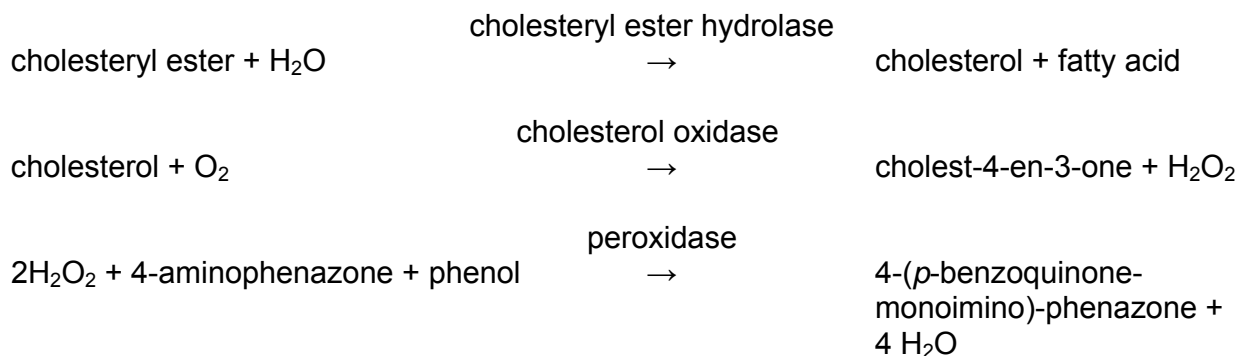 cholesteryl ester hydrolase
cholesteryl ester + H₂O → cholesterol + fatty acid
cholesterol oxidase
cholesterol + O₂ → cholest-4-en-3-one + H₂O₂
peroxidase
2H₂O₂ + 4-aminophenazone + phenol → 4-(p-benzoquinone-
monoimino)-phenazone +
4 H₂O